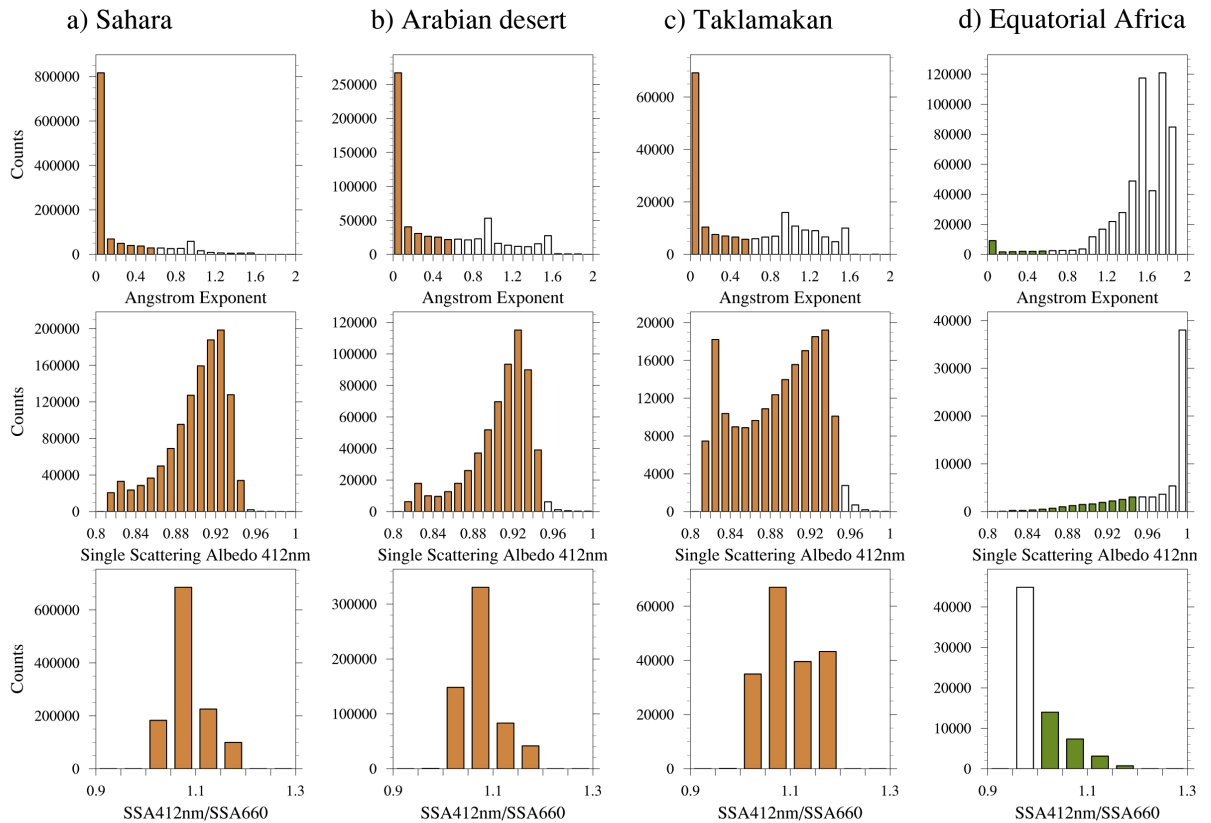 a) Sahara b) Arabian desert c) Taklamakan d) Equatorial Africa
Counts
800000
600000
400000
200000
0
0 0.4 0.8 1.2 1.6 2
Angstrom Exponent
250000
200000
150000
100000
50000
0
0 0.4 0.8 1.2 1.6 2
Angstrom Exponent
60000
40000
20000
0
0 0.4 0.8 1.2 1.6 2
Angstrom Exponent
120000
100000
80000
60000
40000
20000
0
0 0.4 0.8 1.2 1.6 2
Angstrom Exponent
Counts
200000
160000
120000
80000
40000
0
0.8 0.84 0.88 0.92 0.96 1
Single Scattering Albedo 412nm
120000
100000
80000
60000
40000
20000
0
0.8 0.84 0.88 0.92 0.96 1
Single Scattering Albedo 412nm
20000
16000
12000
8000
4000
0
0.8 0.84 0.88 0.92 0.96 1
Single Scattering Albedo 412nm
40000
30000
20000
10000
0
0.8 0.84 0.88 0.92 0.96 1
Single Scattering Albedo 412nm
Counts
600000
400000
200000
0
0.9 1.1 1.3
SSA412nm/SSA660
300000
200000
100000
0
0.9 1.1 1.3
SSA412nm/SSA660
60000
40000
20000
0
0.9 1.1 1.3
SSA412nm/SSA660
40000
30000
20000
10000
0
0.9 1.1 1.3
SSA412nm/SSA660